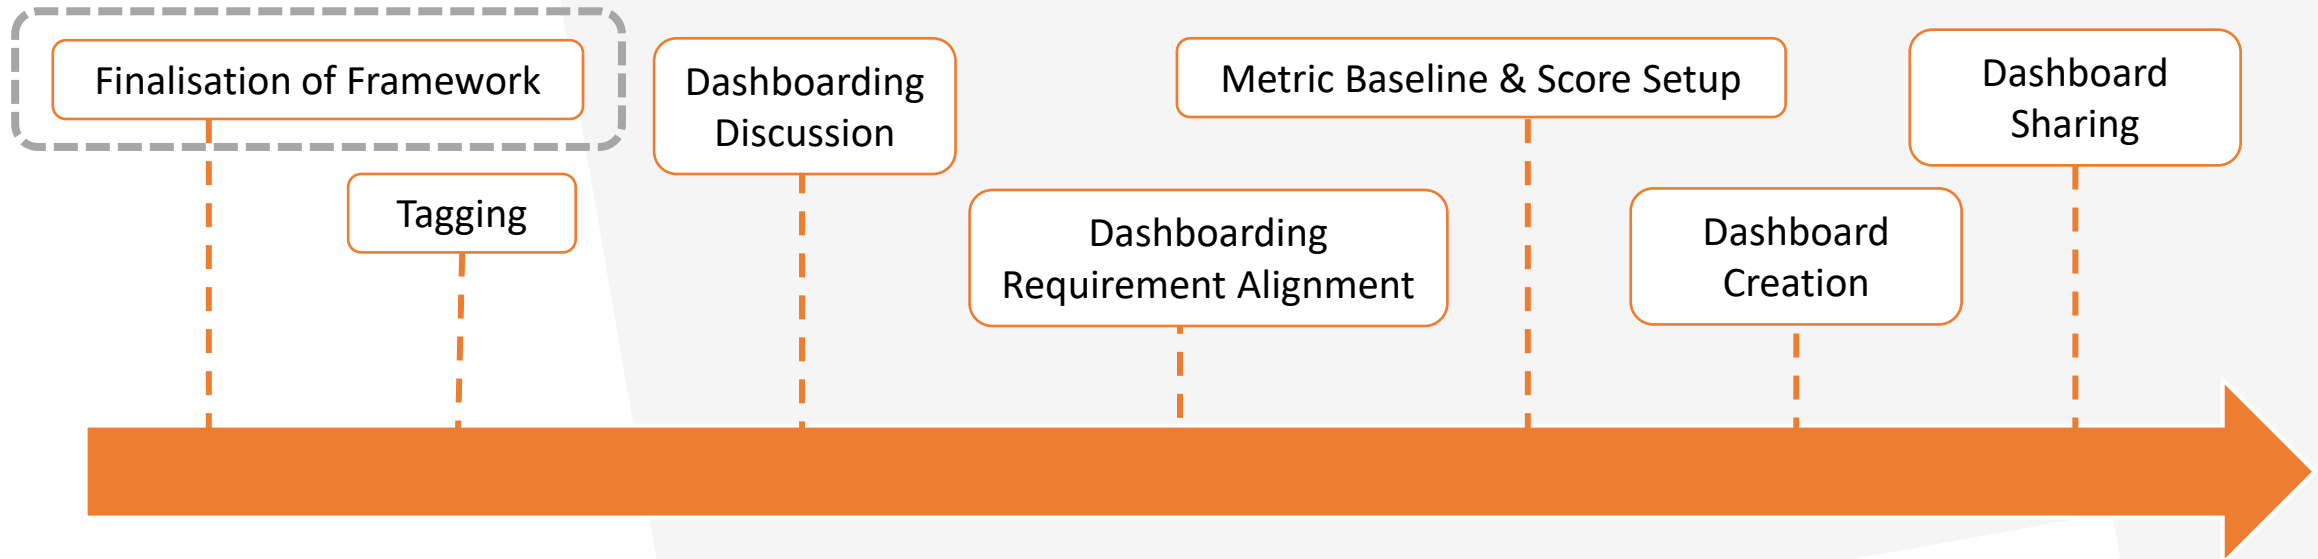 Finalisation of Framework
Tagging
Dashboarding
Discussion
Dashboarding
Requirement Alignment
Metric Baseline & Score Setup
Dashboard
Creation
Dashboard
Sharing